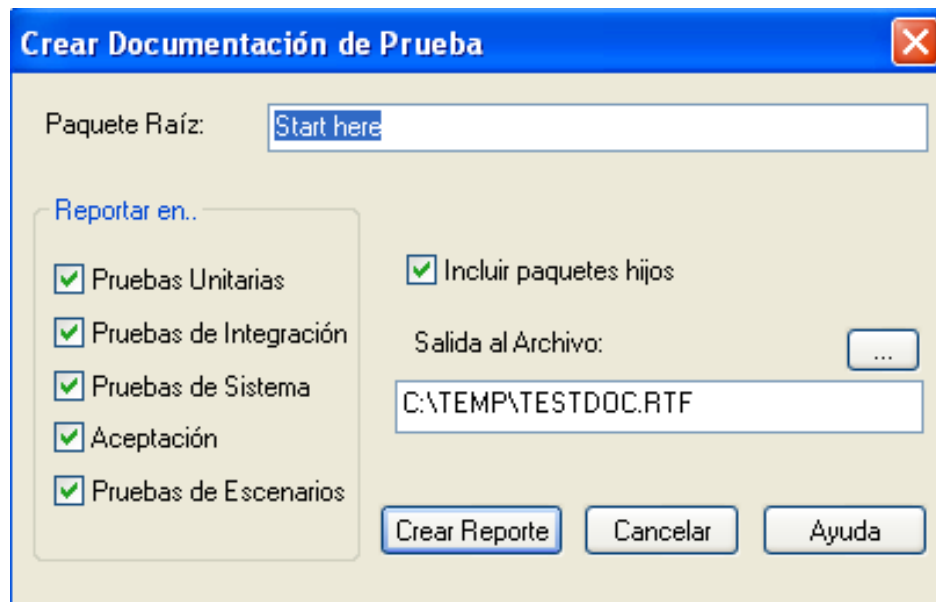 Crear Documentación de Prueba
Paquete Raíz:
Start here
Reportar en..
Pruebas Unitarias
Pruebas de Integración
Pruebas de Sistema
Aceptación
Pruebas de Escenarios
Incluir paquetes hijos
Salida al Archivo:
...
C:\TEMP\TESTDOC.RTF
Crear Reporte
Cancelar
Ayuda